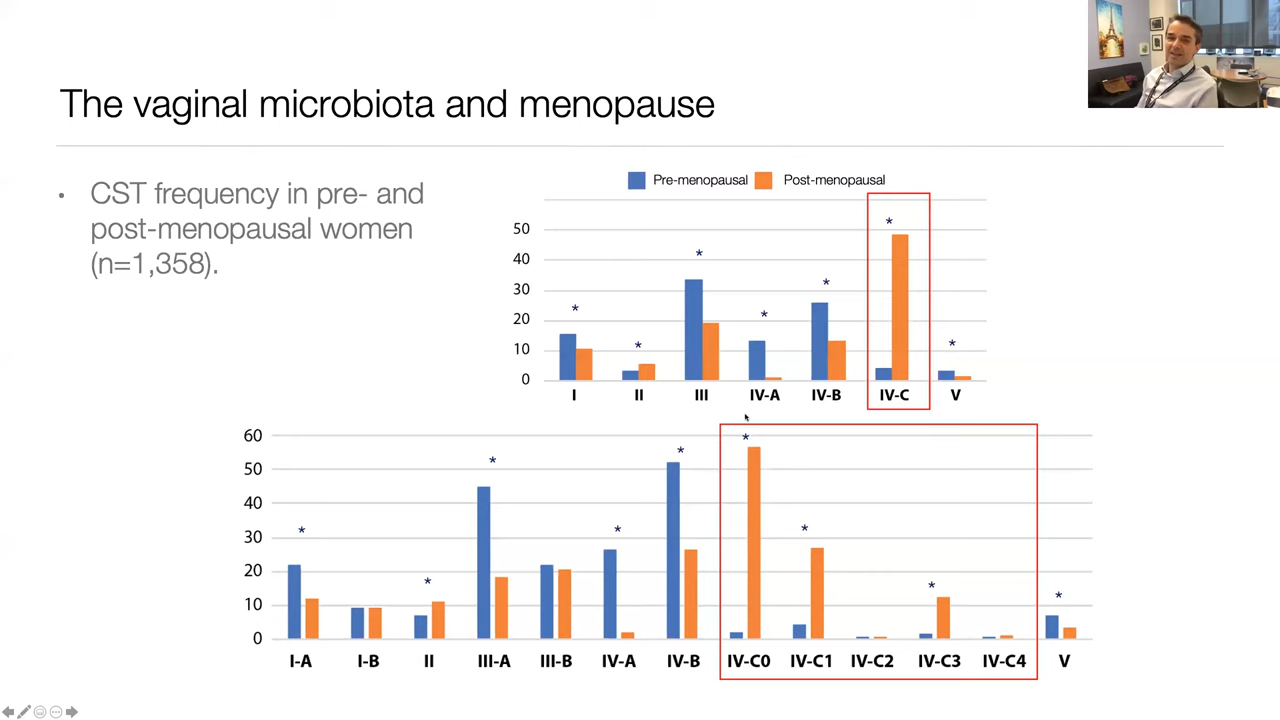 The vaginal microbiota and menopause
• CST frequency in pre- and
post-menopausal women
(n=1,358).
Pre-menopausal Post-menopausal
50
40
30
20
10
0
* * * * * * *
I II III IV-A IV-B IV-C V
60
50
40
30
20
10
0
* * * * * * * * *
I-A I-B II III-A III-B IV-A IV-B IV-C0 IV-C1 IV-C2 IV-C3 IV-C4 V